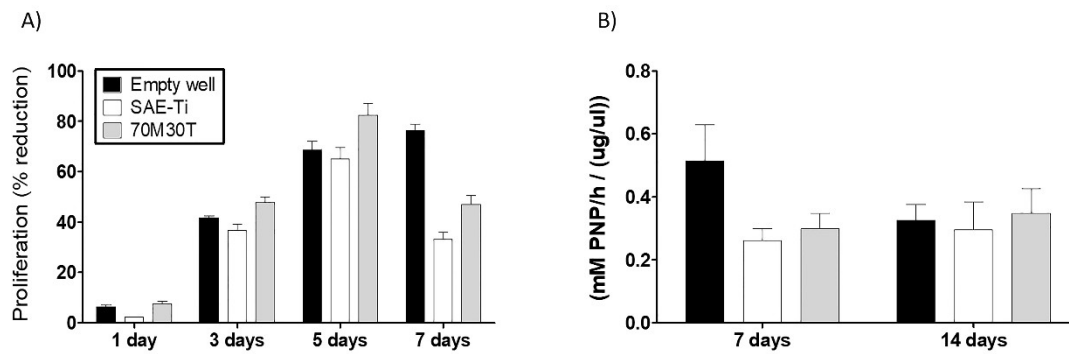 A)
Proliferation (% reduction)
100
80
60
40
20
0
Empty well
SAE-Ti
70M30T
1 day
3 days
5 days
7 days
B)
(mM PNP/h / (ug/ul))
0.8
0.6
0.4
0.2
0.0
7 days
14 days